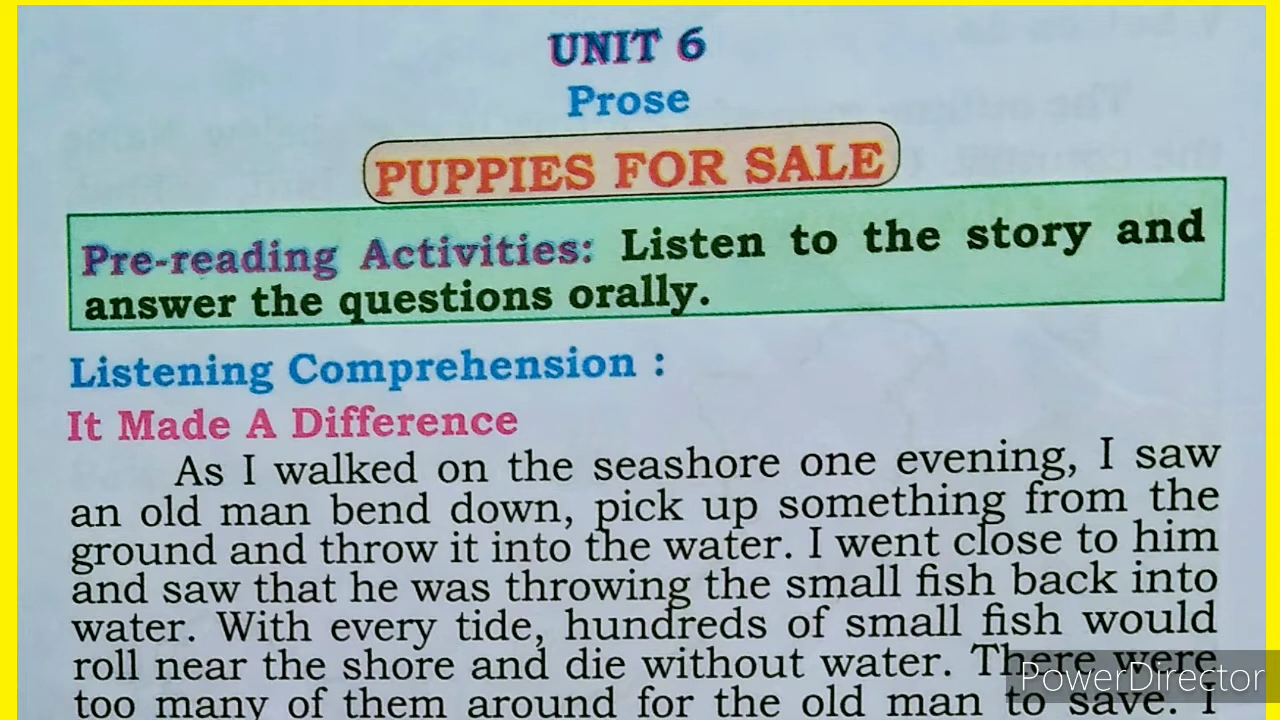 UNIT 6
Prose
PUPPIES FOR SALE
Pre-reading Activities: Listen to the story and
answer the questions orally.
Listening Comprehension :
It Made A Difference
As I walked on the seashore one evening, I saw
an old man bend down, pick up something from the
ground and throw it into the water. I went close to him
and saw that he was throwing the small fish back into
water. With every tide, hundreds of small fish would
roll near the shore and die without water. There were
too many of them around for the old man to save. I
PowerDirector